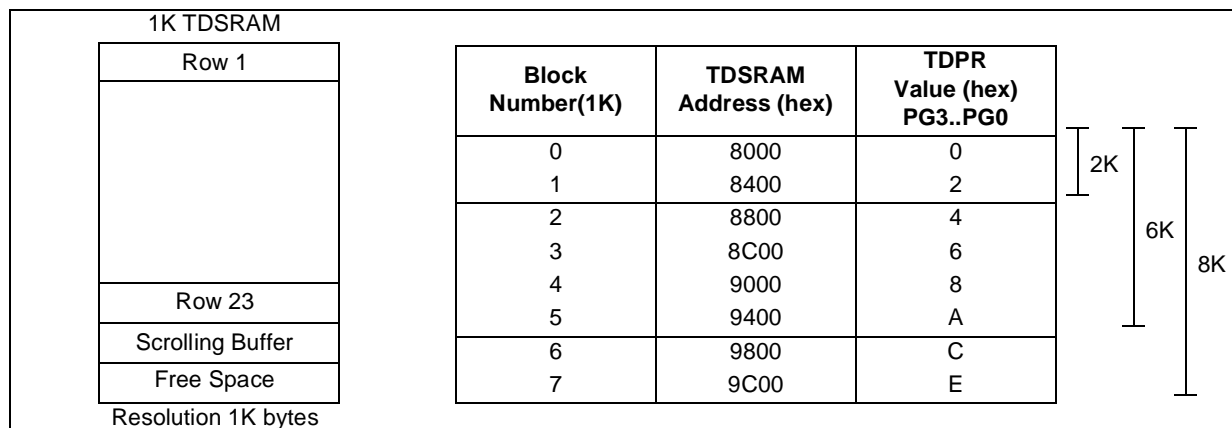 1K TDSRAM
Row 1
Row 23
Scrolling Buffer
Free Space
Resolution 1K bytes
Block Number(1K) TDSRAM Address (hex) TDPR Value (hex) PG3..PG0
0 8000 0
1 8400 2
2 8800 4
3 8C00 6
4 9000 8
5 9400 A
6 9800 C
7 9C00 E
2K
6K
8K